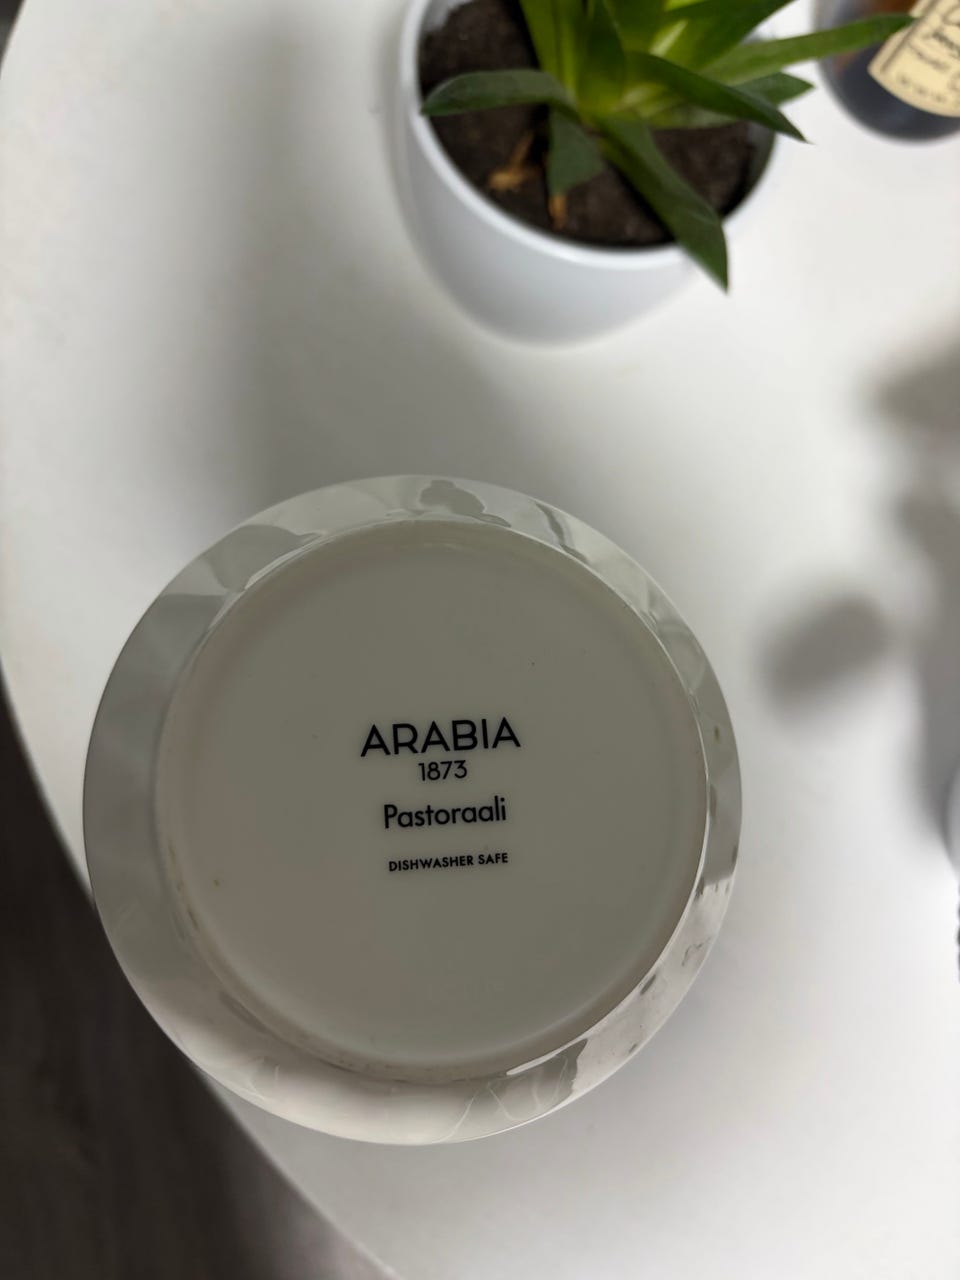 ARABIA
1873
Pastoraali
DISHWASHER SAFE